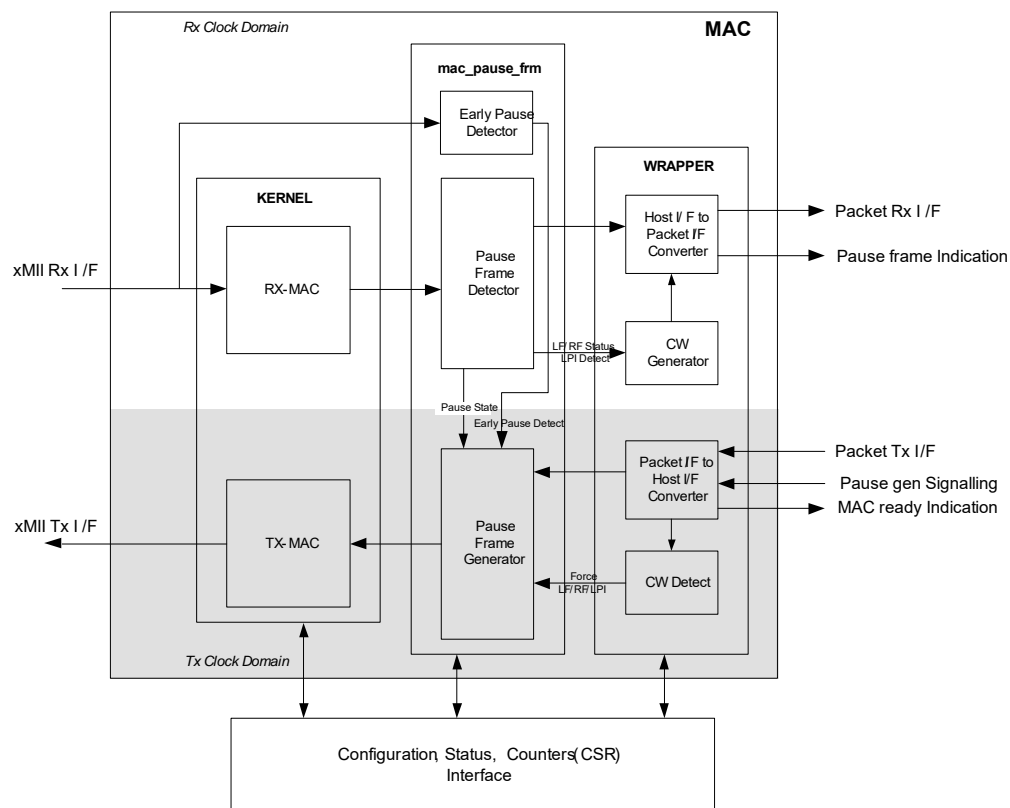 Rx Clock Domain
MAC
mac_pause_frm
Early Pause
Detector
WRAPPER
KERNEL
Host I/ F to
Packet I/F
Converter
Packet Rx I /F
Pause frame Indication
xMII Rx I /F
RX-MAC
Pause
Frame
Detector
LF/ RF Status
LPI Detect
CW
Generator
Pause State
Early Pause Detect
Packet I/F to
Host I/F
Converter
Packet Tx I/F
Pause gen Signalling
MAC ready Indication
xMII Tx I /F
TX-MAC
Pause
Frame
Generator
Force
LF/RF/LPI
CW Detect
Tx Clock Domain
Configuration, Status, Counters(CSR)
Interface